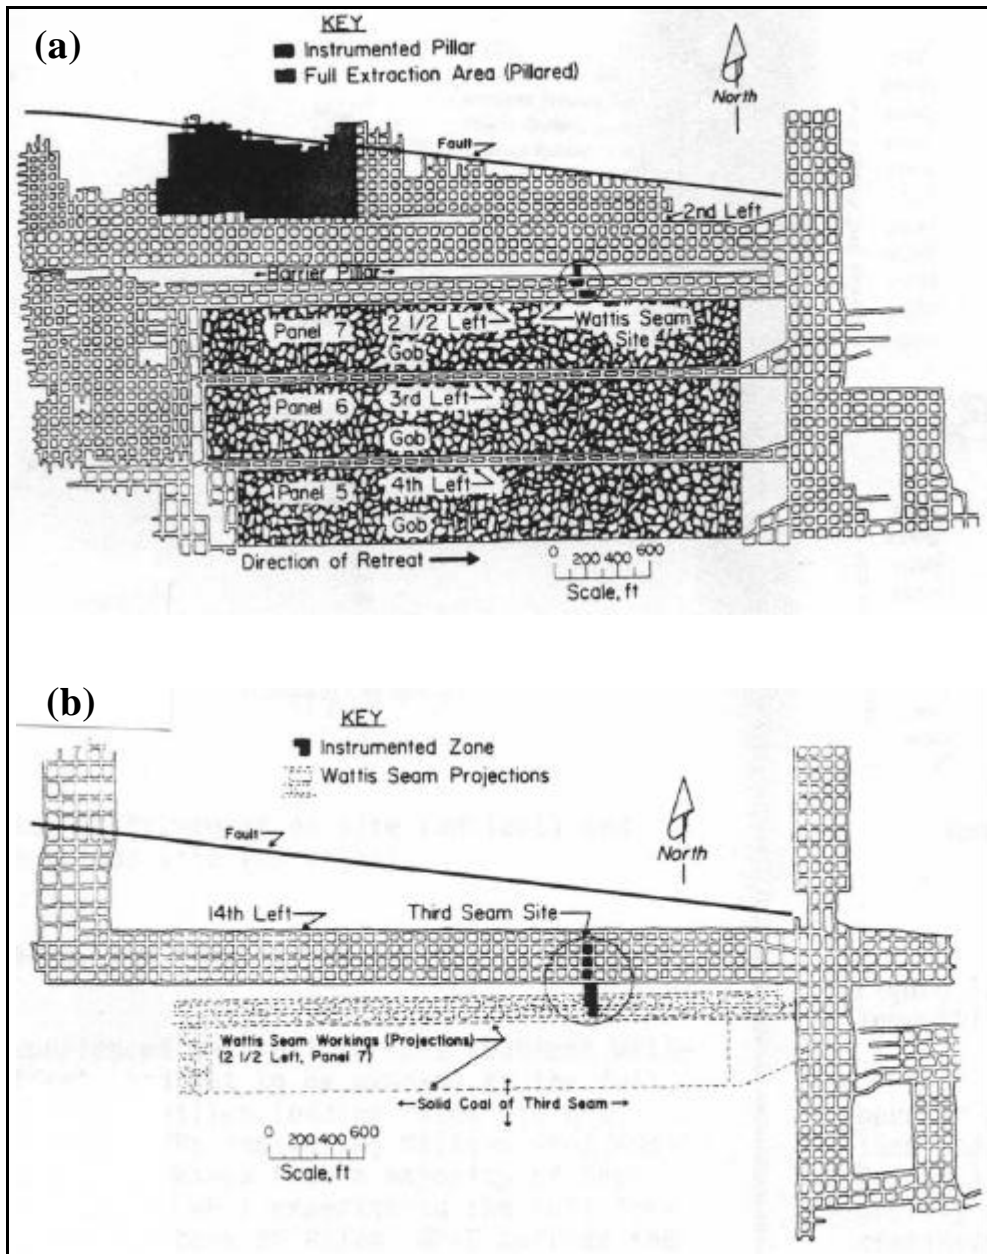 (a)
KEY
Instrumented Pillar
Full Extraction Area (Pillared)
North
Fault
2nd Left
Barrier Pillar
Panel 7
2 1/2 Left
Wattis Seam
Site
Gob
Panel 6
3rd Left
Gob
Panel 5
4th Left
Gob
Direction of Retreat
0 200 400 600
Scale, ft
(b)
KEY
Instrumented Zone
Wattis Seam Projections
North
Fault
14th Left
Third Seam Site
Wattis Seam Workings (Projections)
(2 1/2 Left, Panel 7)
Solid Coal of Third Seam
0 200 400 600
Scale, ft